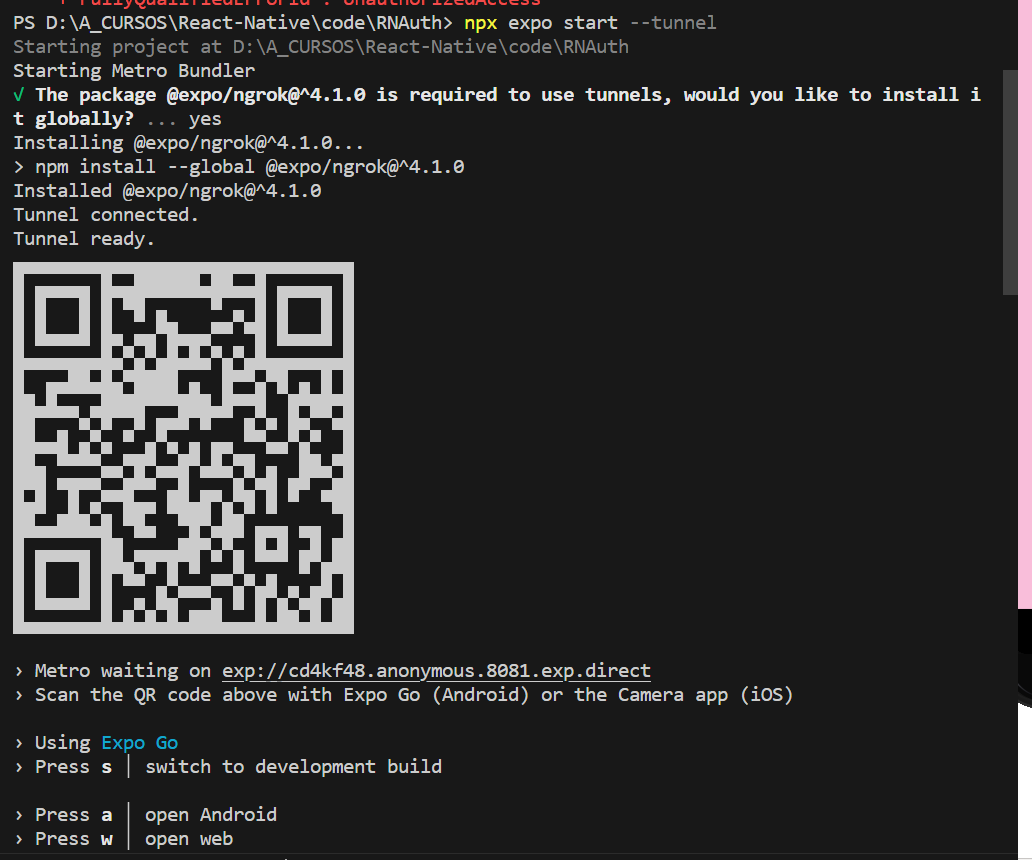 + FullyQualifiedErrorId : UnauthorizedAccess
PS D:\A_CURSOS\React-Native\code\RNAuth> npx expo start --tunnel
Starting project at D:\A_CURSOS\React-Native\code\RNAuth
Starting Metro Bundler
√ The package @expo/ngrok@^4.1.0 is required to use tunnels, would you like to install i
t globally? ... yes
Installing @expo/ngrok@^4.1.0...
> npm install --global @expo/ngrok@^4.1.0
Installed @expo/ngrok@^4.1.0
Tunnel connected.
Tunnel ready.
› Metro waiting on exp://cd4kf48.anonymous.8081.exp.direct
› Scan the QR code above with Expo Go (Android) or the Camera app (iOS)
› Using Expo Go
› Press s │ switch to development build
› Press a │ open Android
› Press w │ open web